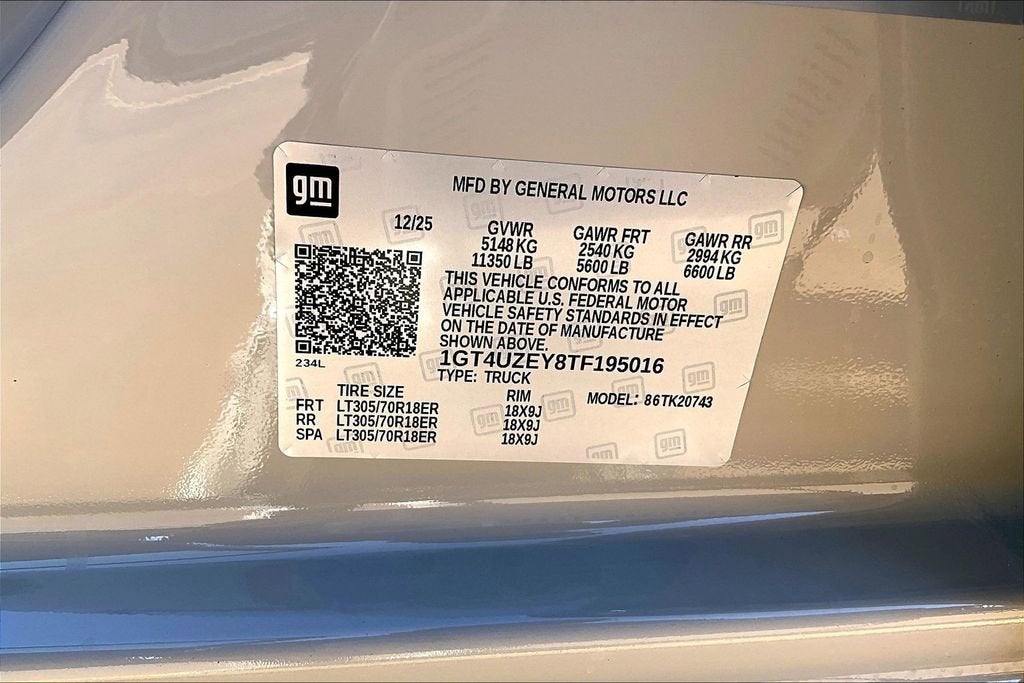 gm
MFD BY GENERAL MOTORS LLC
12/25 GVWR GAWR FRT GAWR RR
5148 KG 2540 KG 2994 KG
11350 LB 5600 LB 6600 LB
THIS VEHICLE CONFORMS TO ALL
APPLICABLE U.S. FEDERAL MOTOR
VEHICLE SAFETY STANDARDS IN EFFECT
ON THE DATE OF MANUFACTURE
SHOWN ABOVE.
234L
1GT4UZEY8TF195016
TYPE: TRUCK
TIRE SIZE RIM MODEL: 86TK20743
FRT LT305/70R18ER 18X9J
RR LT305/70R18ER 18X9J
SPA LT305/70R18ER 18X9J